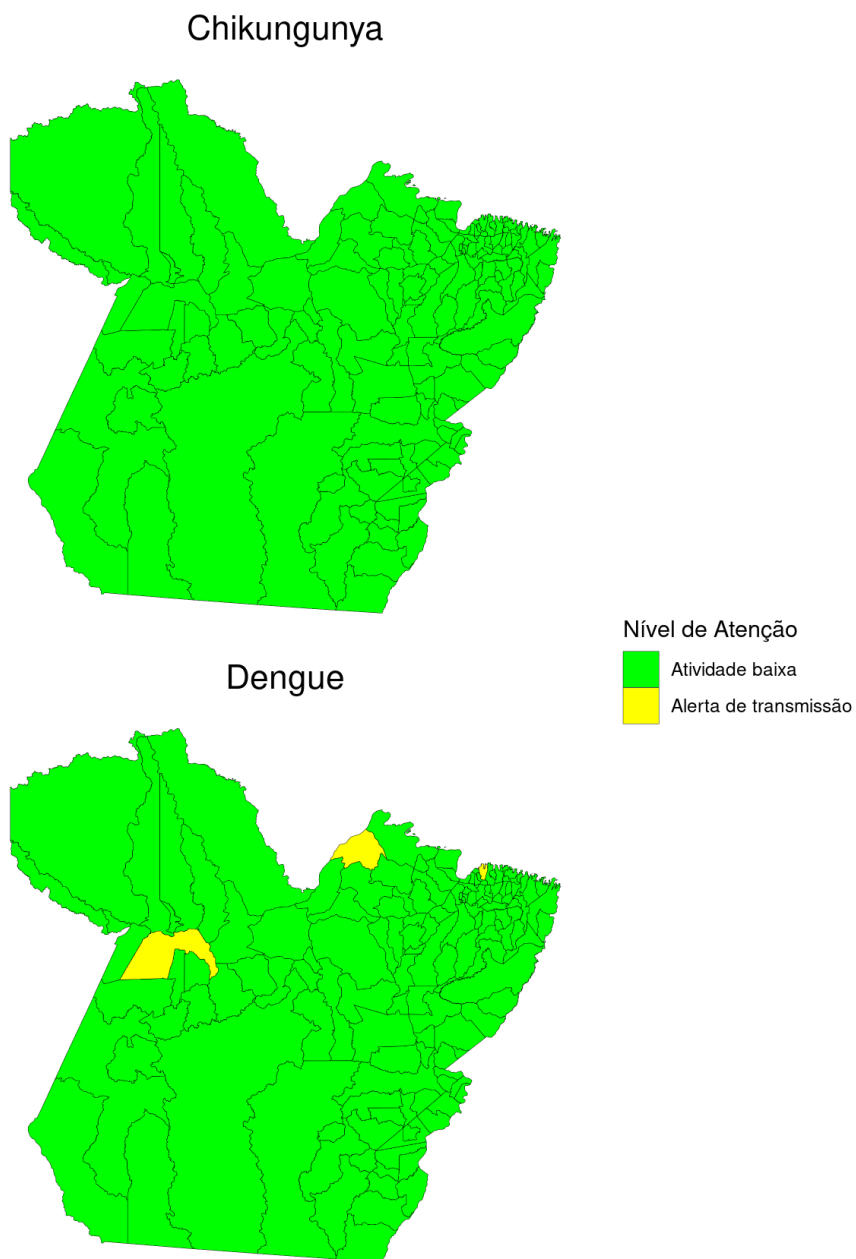 Chikungunya
Nível de Atenção
Atividade baixa
Alerta de transmissão
Dengue